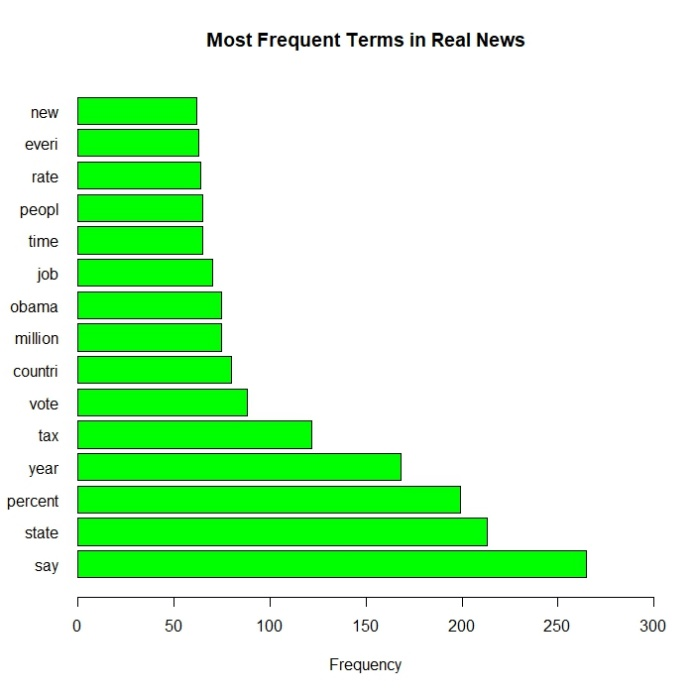 Most Frequent Terms in Real News
new
everi
rate
peopl
time
job
obama
million
countri
vote
tax
year
percent
state
say
0 50 100 150 200 250 300
Frequency